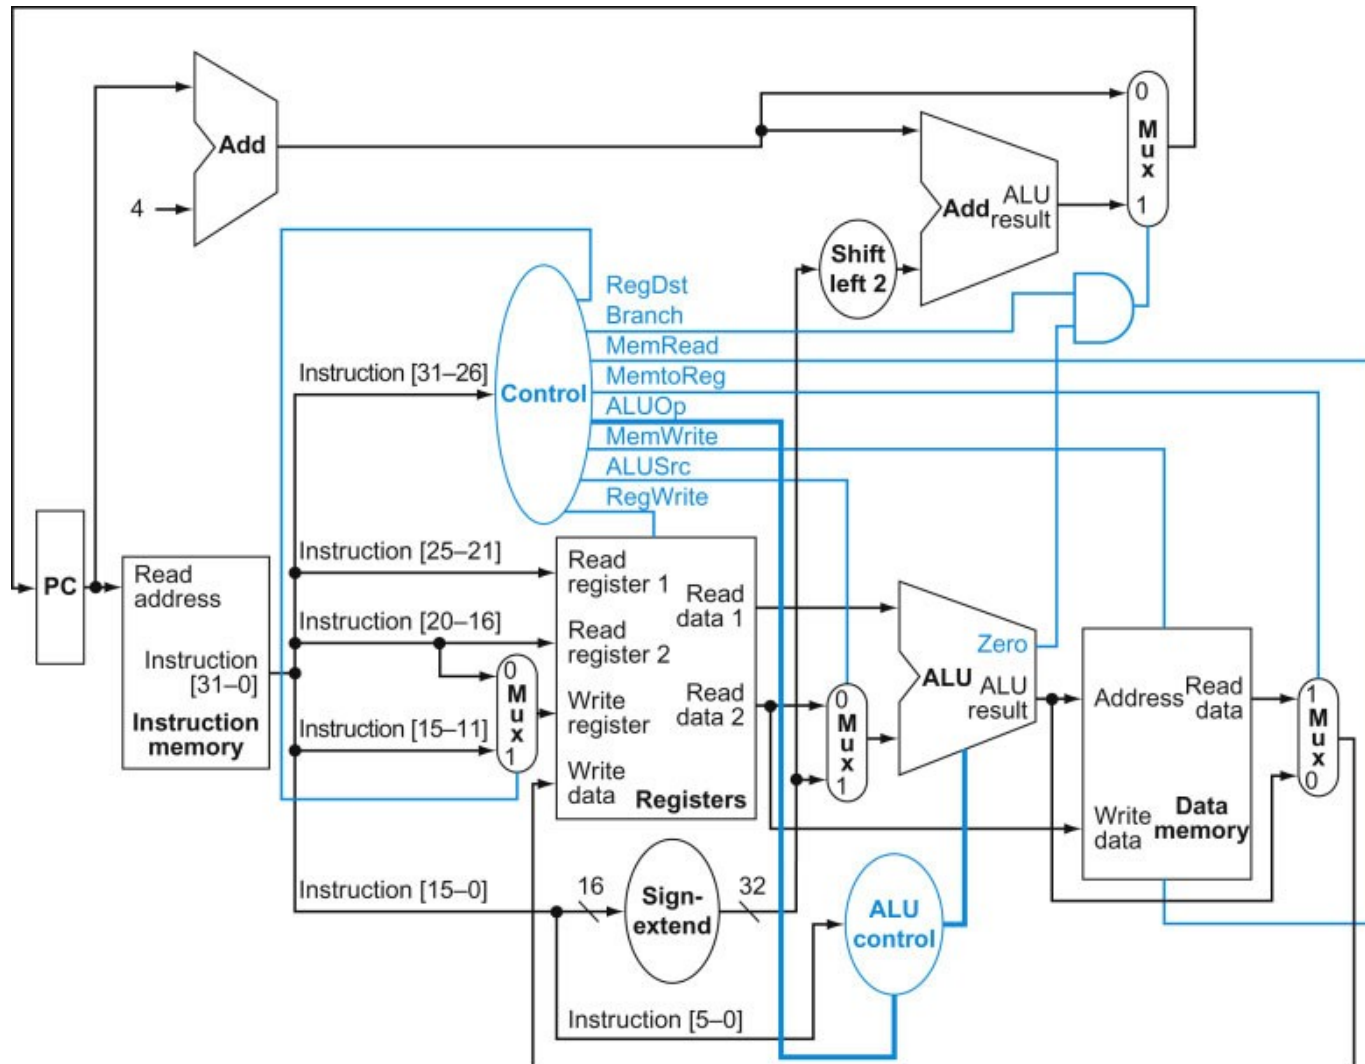 0
M
u
x
1
Add
4
Add
ALU
result
Shift
left 2
RegDst
Branch
MemRead
MemtoReg
ALUOp
MemWrite
ALUSrc
RegWrite
Control
Instruction [31–26]
Instruction [25–21]
Instruction [20–16]
Instruction [15–11]
Instruction [15–0]
Instruction [5–0]
PC
Read
address
Instruction
[31–0]
Instruction
memory
0
M
u
x
1
Read
register 1
Read
register 2
Write
register
Write
data
Read
data 1
Read
data 2
Registers
0
M
u
x
1
Zero
ALU
ALU
result
Address
Read
data
Write
data
Data
memory
1
M
u
x
0
16
Sign-
extend
32
ALU
control